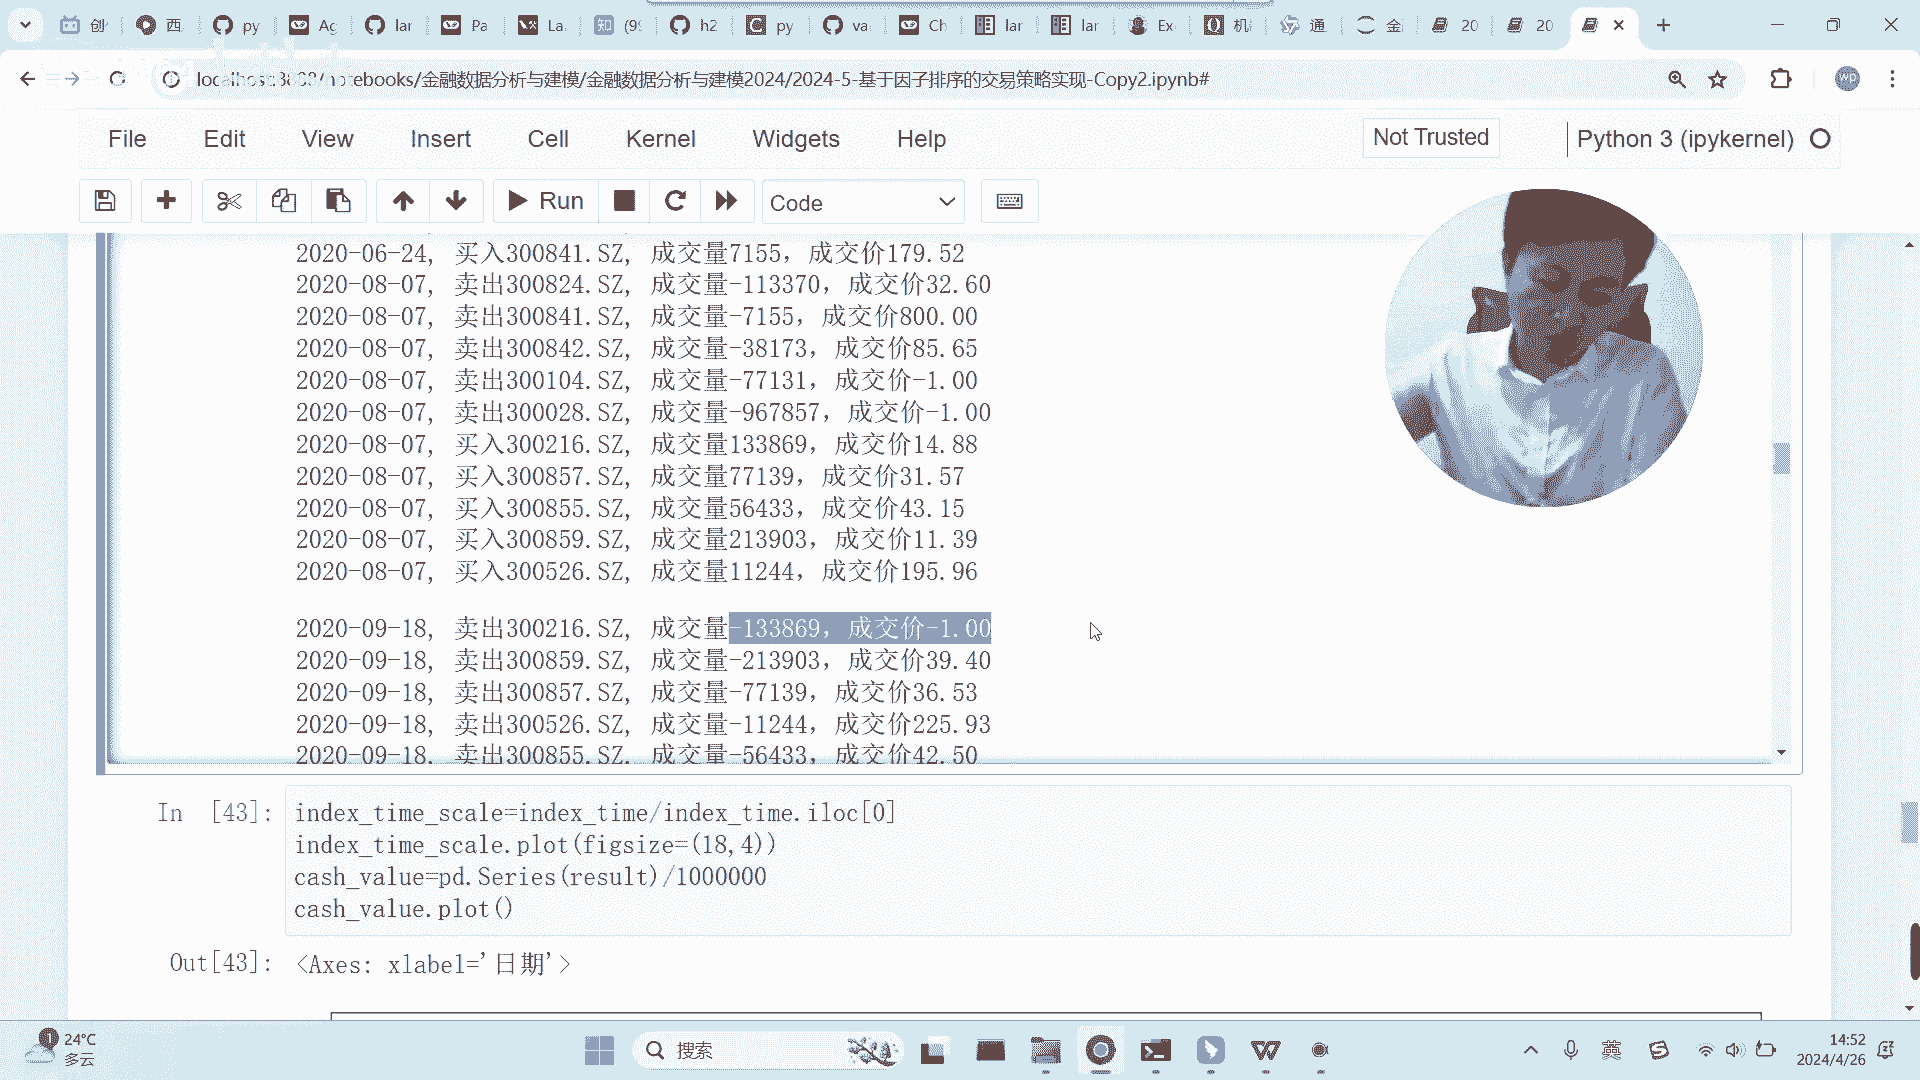 创 西 py Ag lar Pa La 知 (99 h2 py va Ch lar lar Ex 机 通 金 20 20
localhost:3888/notebooks/金融数据分析与建模/金融数据分析与建模2024/2024-5-基于因子排序的交易策略实现-Copy2.ipynb#
wp
File Edit View Insert Cell Kernel Widgets Help
Not Trusted
Python 3 (ipykernel)
Run
Code
2020-06-24, 买入300841.SZ, 成交量7155，成交价179.52
2020-08-07, 卖出300824.SZ, 成交量-113370，成交价32.60
2020-08-07, 卖出300841.SZ, 成交量-7155，成交价800.00
2020-08-07, 卖出300842.SZ, 成交量-38173，成交价85.65
2020-08-07, 卖出300104.SZ, 成交量-77131，成交价-1.00
2020-08-07, 卖出300028.SZ, 成交量-967857，成交价-1.00
2020-08-07, 买入300216.SZ, 成交量133869，成交价14.88
2020-08-07, 买入300857.SZ, 成交量77139，成交价31.57
2020-08-07, 买入300855.SZ, 成交量56433，成交价43.15
2020-08-07, 买入300859.SZ, 成交量213903，成交价11.39
2020-08-07, 买入300526.SZ, 成交量11244，成交价195.96
2020-09-18, 卖出300216.SZ, 成交量-133869，成交价-1.00
2020-09-18, 卖出300859.SZ, 成交量-213903，成交价39.40
2020-09-18, 卖出300857.SZ, 成交量-77139，成交价36.53
2020-09-18, 卖出300526.SZ, 成交量-11244，成交价225.93
2020-09-18, 卖出300855.SZ, 成交量-56433，成交价42.50
In [43]:
index_time_scale=index_time/index_time.iloc[0]
index_time_scale.plot(figsize=(18,4))
cash_value=pd.Series(result)/1000000
cash_value.plot()
Out[43]: <Axes: xlabel='日期'>
24°C
多云
搜索
英
14:52
2024/4/26